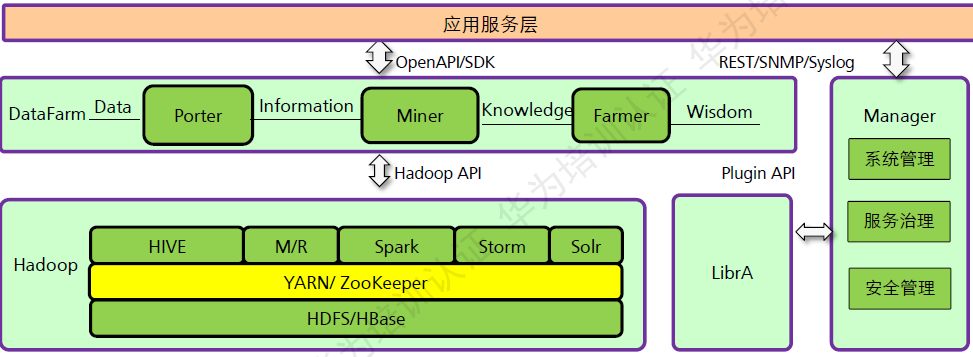 应用服务层
OpenAPI/SDK
REST/SNMP/Syslog
DataFarm
Data
Porter
Information
Miner
Knowledge
Farmer
Wisdom
Manager
系统管理
服务治理
安全管理
Hadoop API
Plugin API
Hadoop
HIVE
M/R
Spark
Storm
Solr
YARN/ ZooKeeper
HDFS/HBase
LibrA
华为培训认证 华为培训认证 华为培训认证